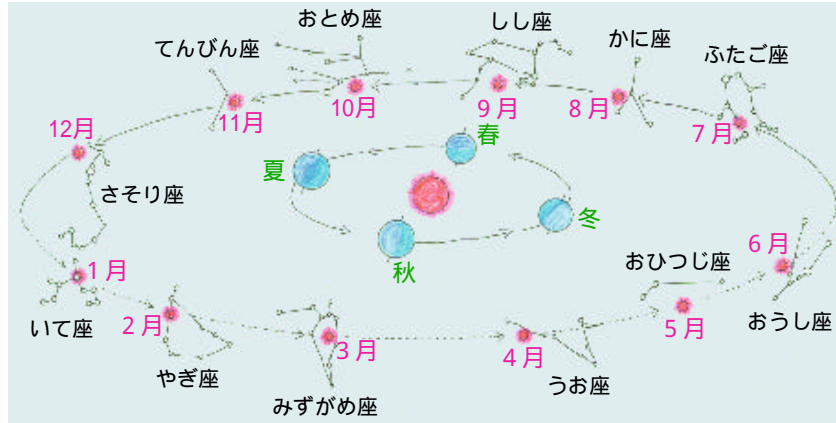 おとめ座
しし座
てんびん座
かに座
ふたご座
10月
9月
8月
11月
7月
12月
春
夏
さそり座
冬
6月
おひつじ座
秋
1月
いて座
2月
5月
おうし座
3月
4月
やぎ座
うお座
みずがめ座